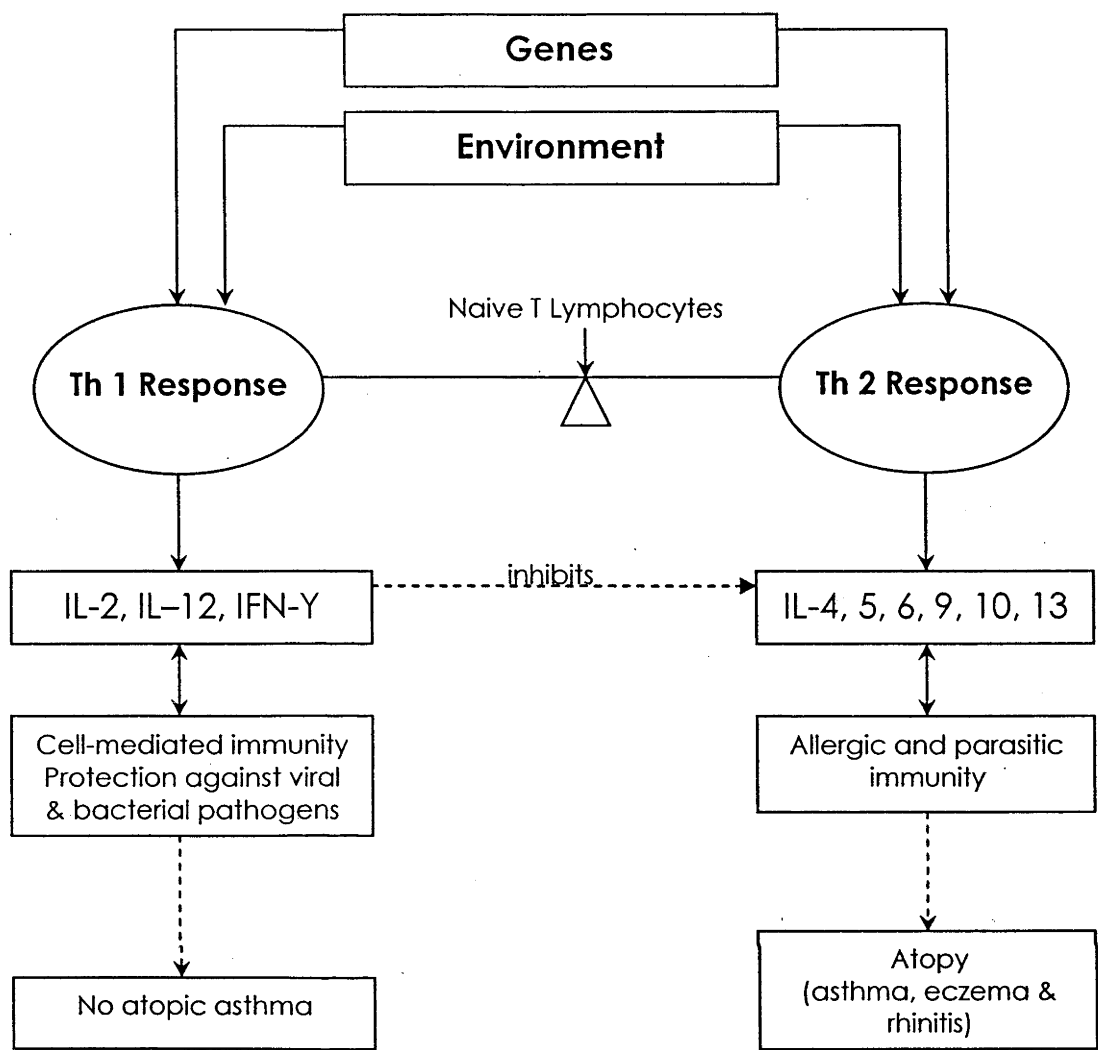 Genes
Environment
Naive T Lymphocytes
Th 1 Response
Th 2 Response
inhibits
IL-2, IL–12, IFN-Y
IL-4, 5, 6, 9, 10, 13
Cell-mediated immunity
Protection against viral
& bacterial pathogens
Allergic and parasitic
immunity
No atopic asthma
Atopy
(asthma, eczema &
rhinitis)